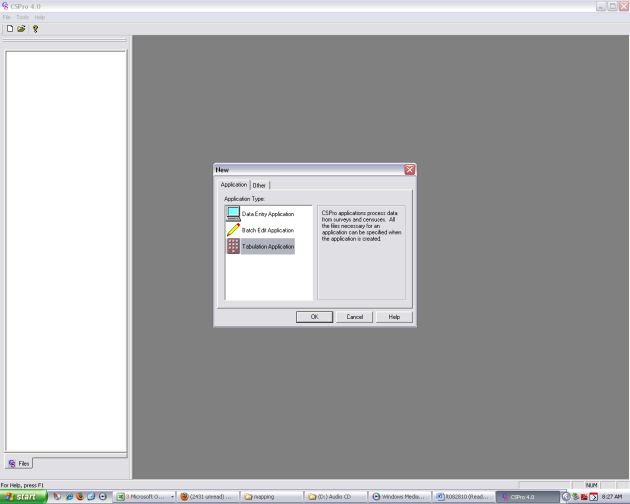 CSPro 4.0
File Tools Help
New
Application Other
Application Type:
Data Entry Application
Batch Edit Application
Tabulation Application
CSPro applications process data
from surveys and censuses. All
the files necessary for an
application can be specified when
the application is created.
OK Cancel Help
Files
For Help, press F1
NUM
start
3 Microsoft O...
(2431 unread) ...
mapping
(D:) Audio CD
Windows Media...
R082810 (Read...
CSPro 4.0
8:27 AM